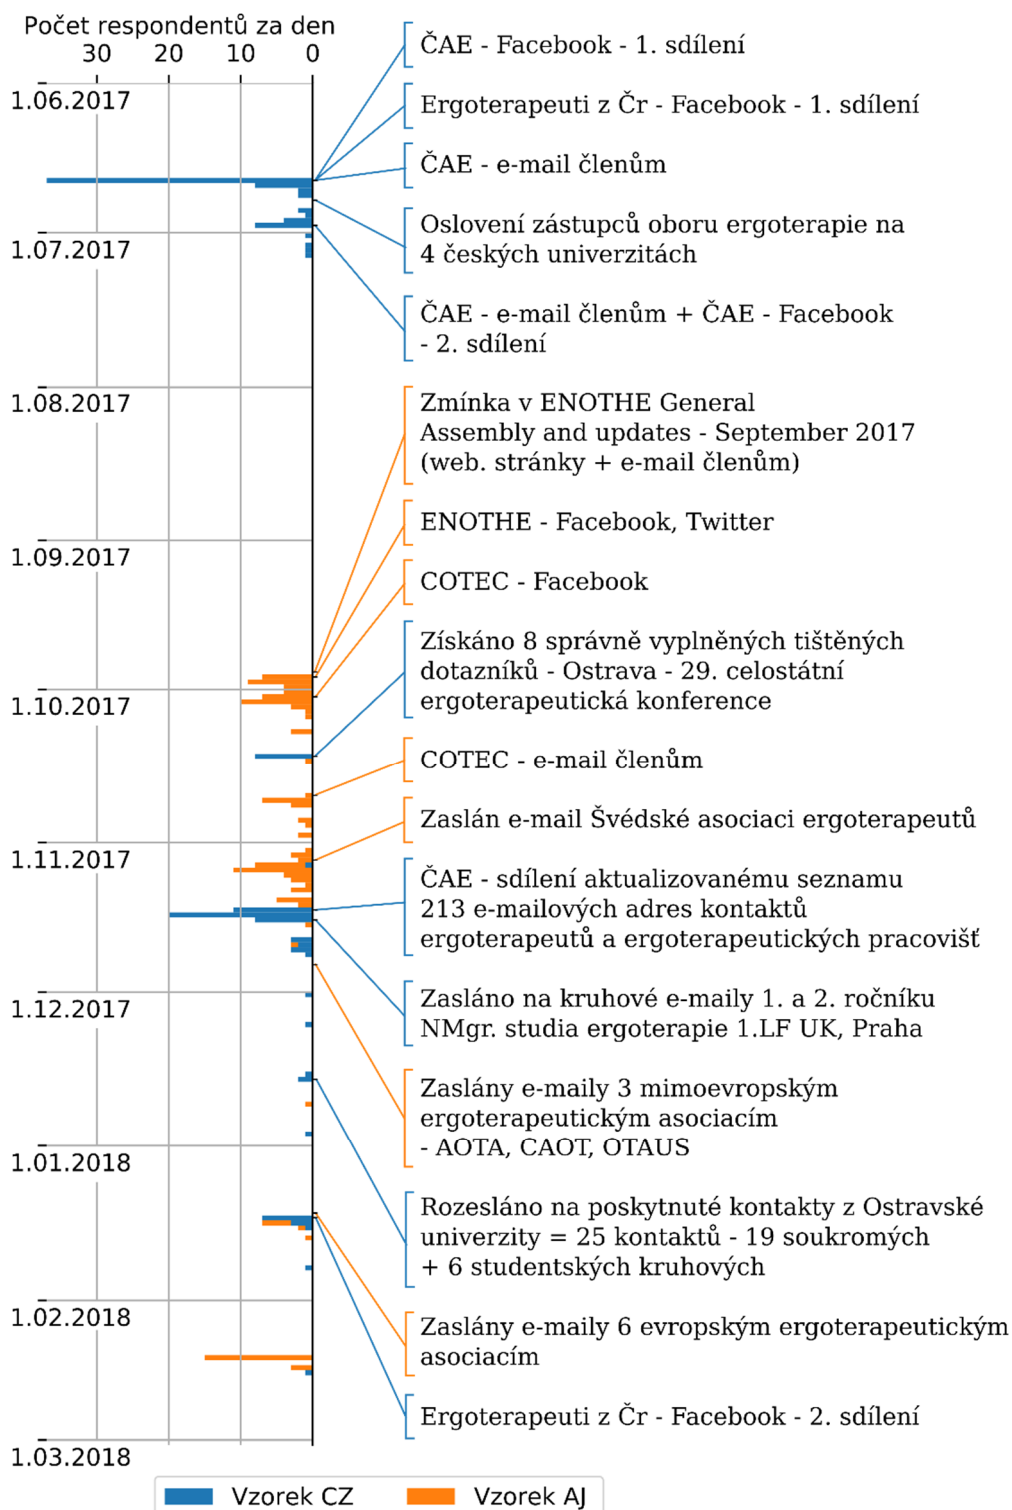 Počet respondentů za den
30 20 10 0
ČAE - Facebook - 1. sdílení
1.06.2017
Ergoterapeuti z Čr - Facebook - 1. sdílení
ČAE - e-mail členům
Oslovení zástupců oboru ergoterapie na
4 českých univerzitách
1.07.2017
ČAE - e-mail členům + ČAE - Facebook
- 2. sdílení
1.08.2017
Zmínka v ENOTHE General
Assembly and updates - September 2017
(web. stránky + e-mail členům)
ENOTHE - Facebook, Twitter
1.09.2017
COTEC - Facebook
Získáno 8 správně vyplněných tištěných
dotazníků - Ostrava - 29. celostátní
ergoterapeutická konference
1.10.2017
COTEC - e-mail členům
Zaslán e-mail Švédské asociaci ergoterapeutů
1.11.2017
ČAE - sdílení aktualizovanému seznamu
213 e-mailových adres kontaktů
ergoterapeutů a ergoterapeutických pracovišť
Zasláno na kruhové e-maily 1. a 2. ročníku
NMgr. studia ergoterapie 1.LF UK, Praha
1.12.2017
Zaslány e-maily 3 mimoevropským
ergoterapeutickým asociacím
- AOTA, CAOT, OTAUS
1.01.2018
Rozesláno na poskytnuté kontakty z Ostravské
univerzity = 25 kontaktů - 19 soukromých
+ 6 studentských kruhových
1.02.2018
Zaslány e-maily 6 evropským ergoterapeutickým
asociacím
Ergoterapeuti z Čr - Facebook - 2. sdílení
1.03.2018
Vzorek CZ
Vzorek AJ